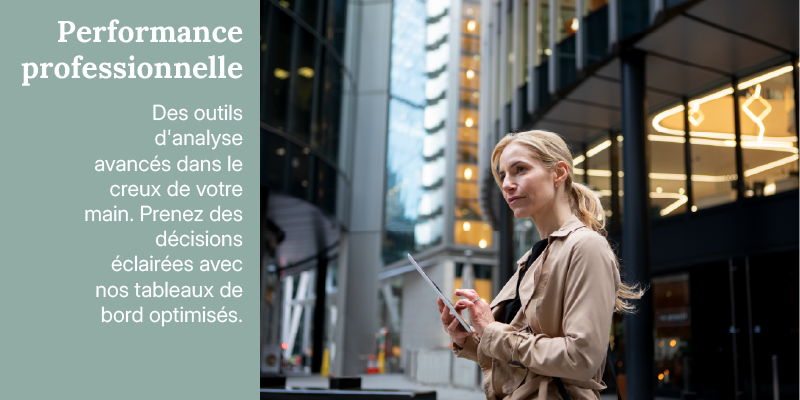 Performance
professionnelle
Des outils
d'analyse
avancés dans le
creux de votre
main. Prenez des
décisions
éclairées avec
nos tableaux de
bord optimisés.